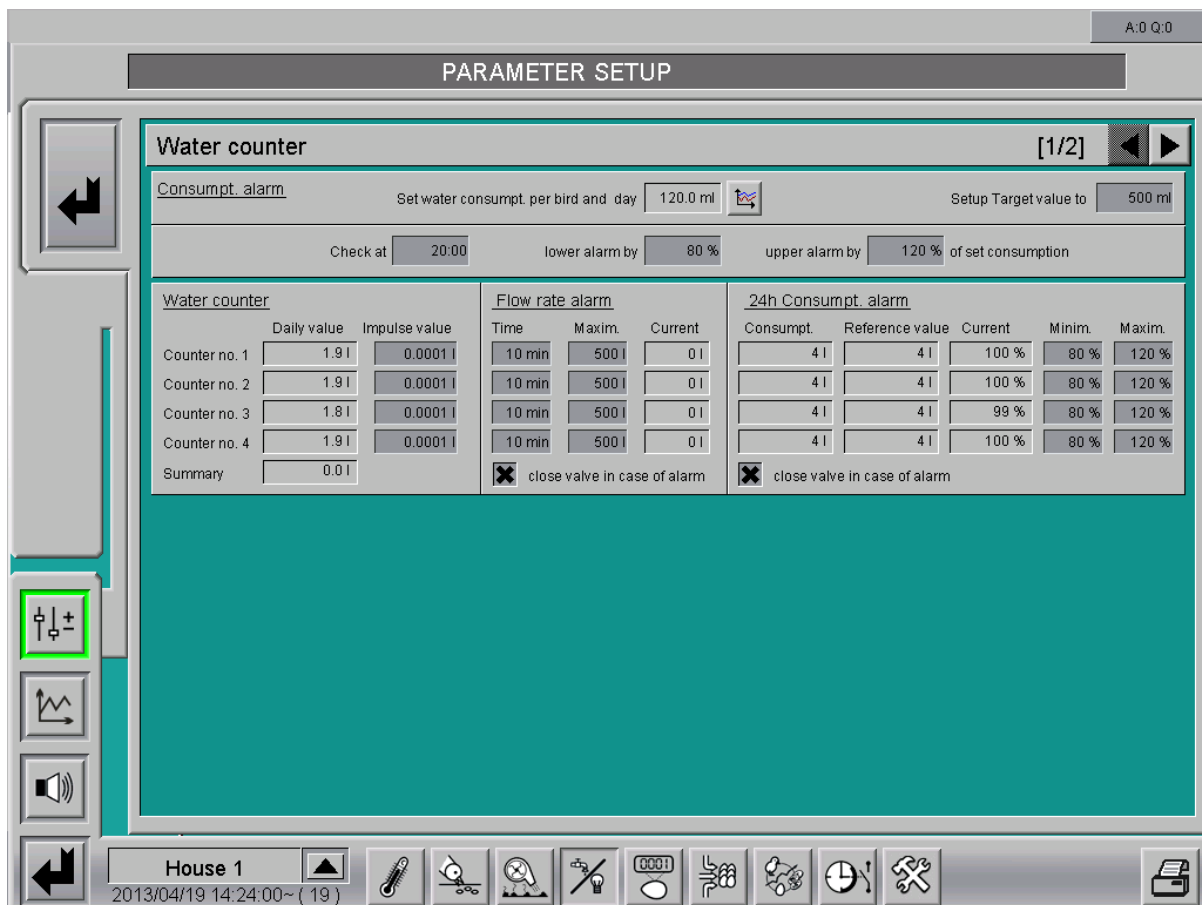 A:0 Q:0
PARAMETER SETUP
Water counter [1/2]
Consumpt. alarm Set water consumpt. per bird and day 120.0 ml Setup Target value to 500 ml
Check at 20:00 lower alarm by 80 % upper alarm by 120 % of set consumption
Water counter Flow rate alarm 24h Consumpt. alarm
Daily value Impulse value Time Maxim. Current Consumpt. Reference value Current Minim. Maxim.
Counter no. 1 1.9 l 0.0001 l 10 min 500 l 0 l 4 l 4 l 100 % 80 % 120 %
Counter no. 2 1.9 l 0.0001 l 10 min 500 l 0 l 4 l 4 l 100 % 80 % 120 %
Counter no. 3 1.8 l 0.0001 l 10 min 500 l 0 l 4 l 4 l 99 % 80 % 120 %
Counter no. 4 1.9 l 0.0001 l 10 min 500 l 0 l 4 l 4 l 100 % 80 % 120 %
Summary 0.0 l close valve in case of alarm close valve in case of alarm
House 1
0001
2013/04/19 14:24:00~ ( 19 )